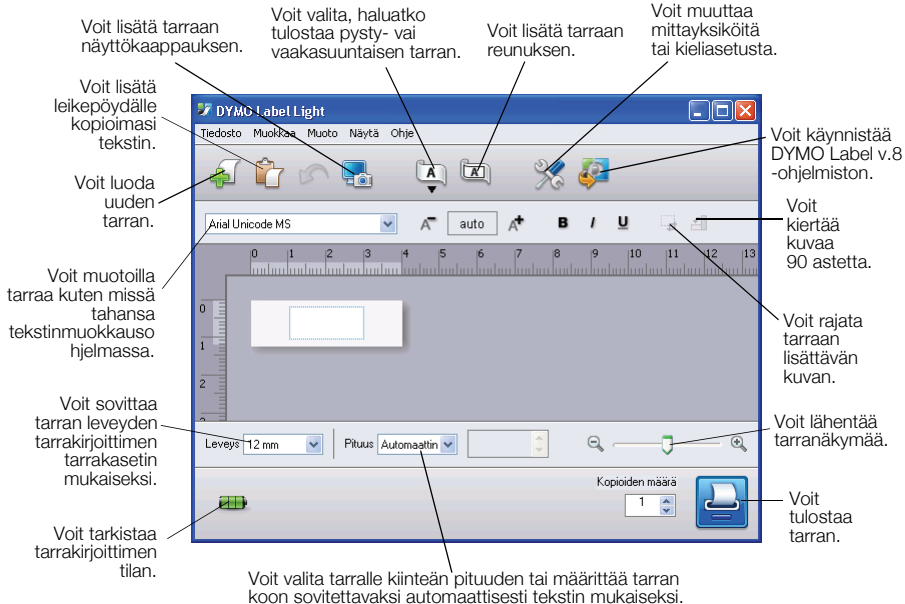 Voit lisätä tarraan
näyttökaappauksen.
Voit valita, haluatko
tulostaa pysty- vai
vaakasuuntaisen tarran.
Voit lisätä tarraan
reunuksen.
Voit muuttaa
mittayksiköitä
tai kieliasetusta.
Voit lisätä
leikepöydälle
kopioimasi
tekstin.
Voit luoda
uuden
tarran.
Voit muotoilla
tarraa kuten missä
tahansa
tekstinmuokkauso
hjelmassa.
Voit sovittaa
tarran leveyden
tarrakirjoittimen
tarrakasetin
mukaiseksi.
Voit tarkistaa
tarrakirjoittimen
tilan.
DYMO Label Light
Tiedosto Muokkaa Muoto Näytä Ohje
A A
Arial Unicode MS A auto A B I U
0 1 2 3 4 5 6 7 8 9 10 11 12 13
0
1
2
Leveys 12 mm Pituus Automaattin
Kopioiden määrä
1
Voit käynnistää
DYMO Label v.8
-ohjelmiston.
Voit
kiertää
kuvaa
90 astetta.
Voit rajata
tarraan
lisättävän
kuvan.
Voit lähentää
tarranäkymää.
Voit
tulostaa
tarran.
Voit valita tarralle kiinteän pituuden tai määrittää tarran
koon sovitettavaksi automaattisesti tekstin mukaiseksi.